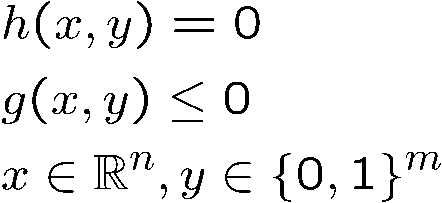 h(x, y) = 0
g(x, y) ≤ 0
x ∈ ℝⁿ, y ∈ {0, 1}ᵐ